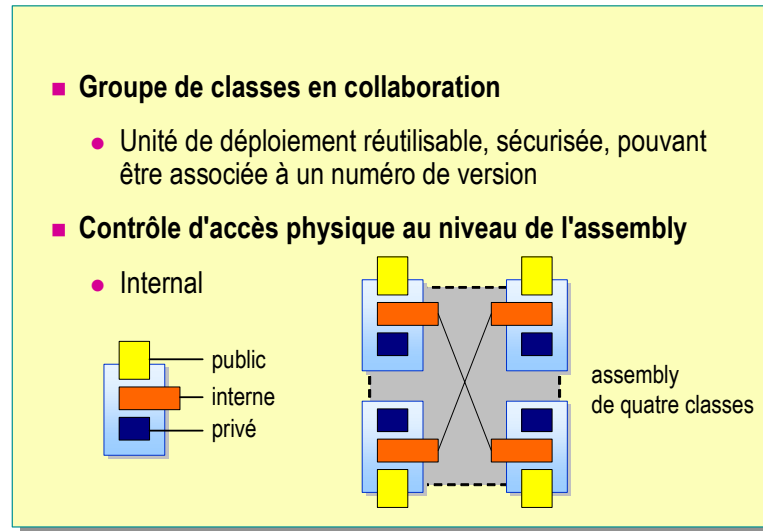 Groupe de classes en collaboration
Unité de déploiement réutilisable, sécurisée, pouvant
être associée à un numéro de version
Contrôle d'accès physique au niveau de l'assembly
Internal
public
interne
privé
assembly
de quatre classes